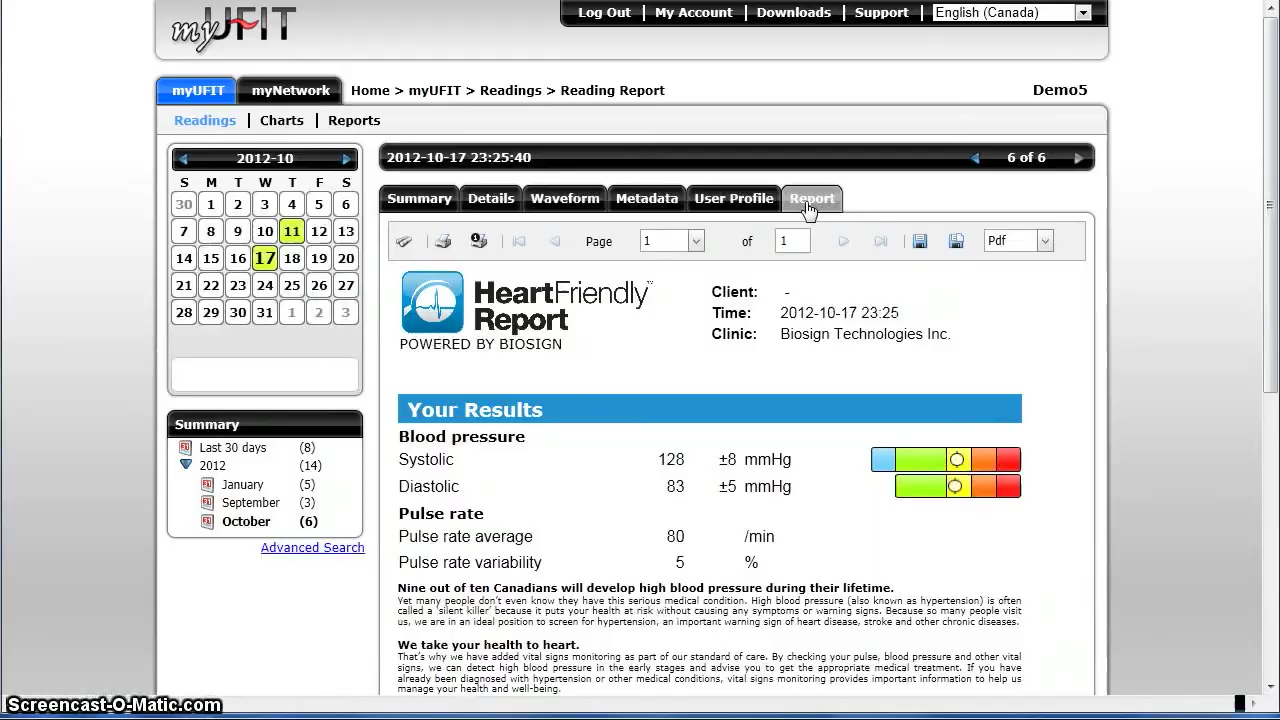 myUFIT
Log Out | My Account | Downloads | Support | English (Canada)
myUFIT myNetwork Home > myUFIT > Readings > Reading Report Demo5
Readings | Charts | Reports
2012-10
S M T W T F S
30 1 2 3 4 5 6
7 8 9 10 11 12 13
14 15 16 17 18 19 20
21 22 23 24 25 26 27
28 29 30 31 1 2 3
Summary
Last 30 days (8)
2012 (14)
January (5)
September (3)
October (6)
Advanced Search
2012-10-17 23:25:40 6 of 6
Summary Details Waveform Metadata User Profile Report
Page 1 of 1 Pdf
HeartFriendly™
Report
POWERED BY BIOSIGN
Client: -
Time: 2012-10-17 23:25
Clinic: Biosign Technologies Inc.
Your Results
Blood pressure
Systolic 128 ±8 mmHg
Diastolic 83 ±5 mmHg
Pulse rate
Pulse rate average 80 /min
Pulse rate variability 5 %
Nine out of ten Canadians will develop high blood pressure during their lifetime.
Yet many people don't even know they have this serious medical condition. High blood pressure (also known as hypertension) is often
called a 'silent killer' because it puts your health at risk without causing any symptoms or warning signs. Because so many people visit
us, we are in an ideal position to screen for hypertension, an important warning sign of heart disease, stroke and other chronic diseases.
We take your health to heart.
That's why we have added vital signs monitoring as part of our standard of care. By checking your pulse, blood pressure and other vital
signs, we can detect high blood pressure in the early stages and advise you to get the appropriate medical treatment. If you have
already been diagnosed with hypertension or other medical conditions, vital signs monitoring provides important information to help us
manage your health and well-being.
Screencast-O-Matic.com